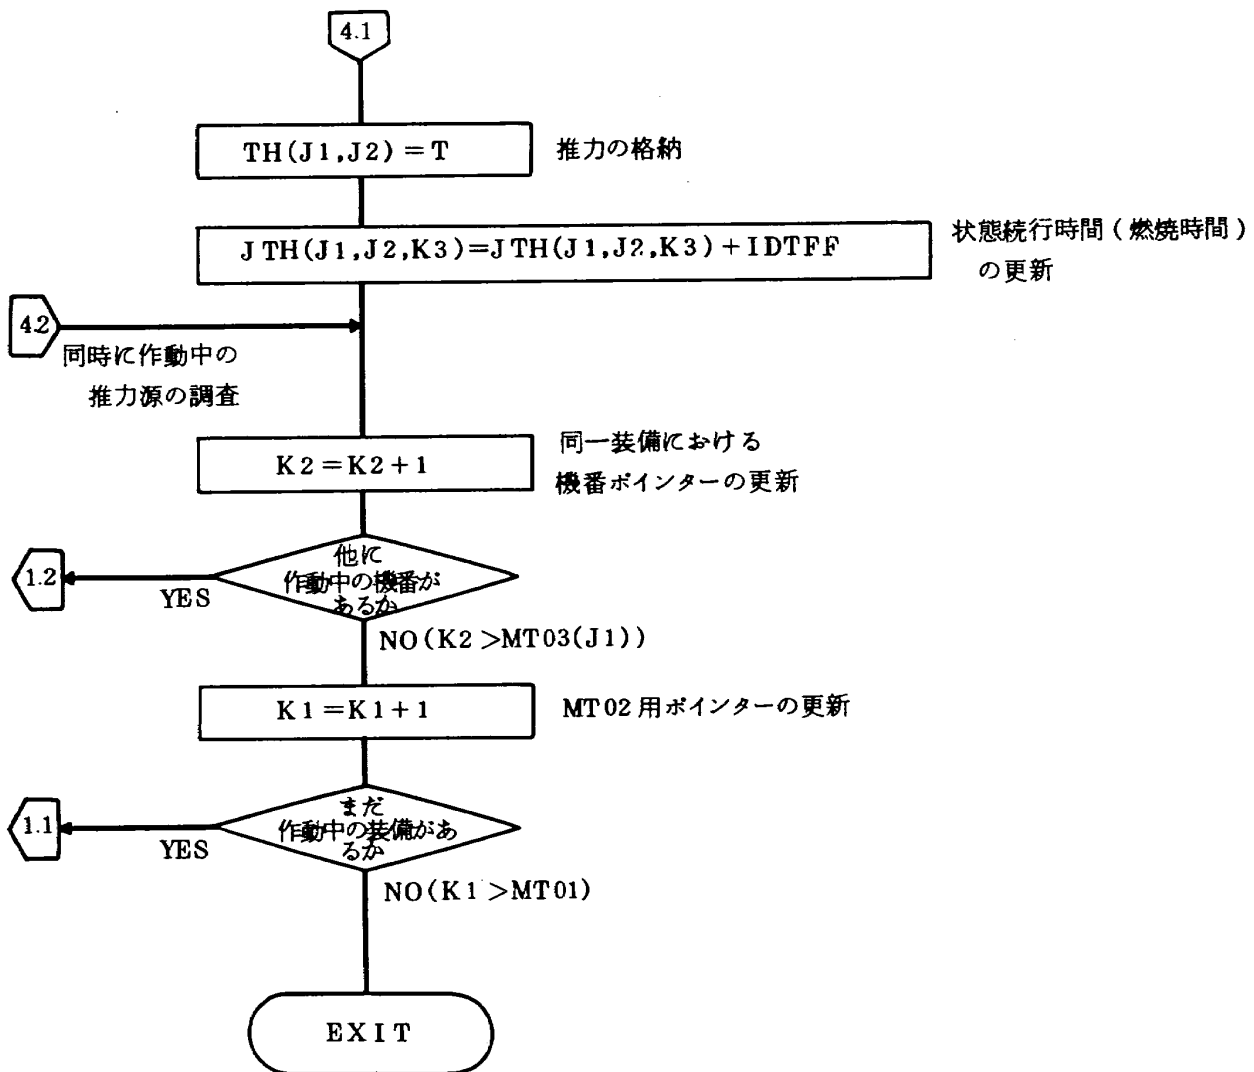 4.1
TH(J1,J2)=T
推力の格納
JTH(J1,J2,K3)=JTH(J1,J2,K3)+IDTFF
状態続行時間(燃焼時間)
の更新
4.2
同時に作動中の
推力源の調査
K2=K2+1
同一装備における
機番ポインターの更新
他に
作動中の機番が
あるか
1.2
YES
NO(K2>MT03(J1))
K1=K1+1
MT02用ポインターの更新
まだ
作動中の装備があ
るか
1.1
YES
NO(K1>MT01)
EXIT